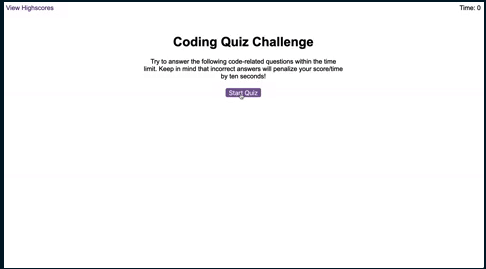 View Highscores
Time: 0
Coding Quiz Challenge
Try to answer the following code-related questions within the time
limit. Keep in mind that incorrect answers will penalize your score/time
by ten seconds!
Start Quiz